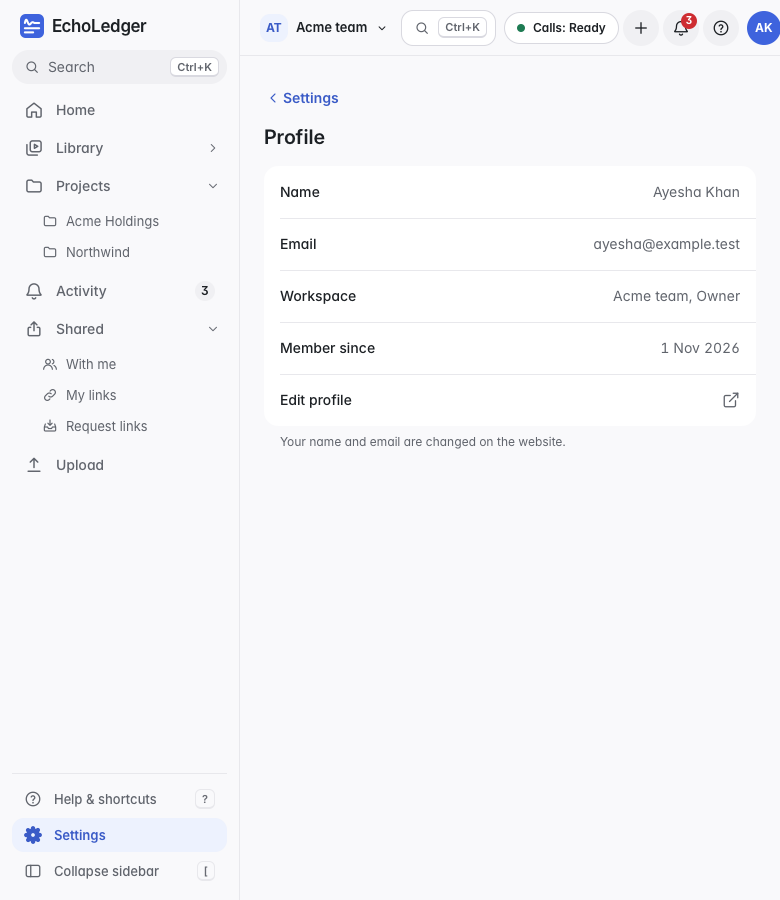 EchoLedger
Search Ctrl+K
Home
Library
Projects
Acme Holdings
Northwind
Activity 3
Shared
With me
My links
Request links
Upload
Help & shortcuts ?
Settings
Collapse sidebar [
AT Acme team Ctrl+K Calls: Ready 3 AK
Settings
Profile
Name Ayesha Khan
Email ayesha@example.test
Workspace Acme team, Owner
Member since 1 Nov 2026
Edit profile
Your name and email are changed on the website.